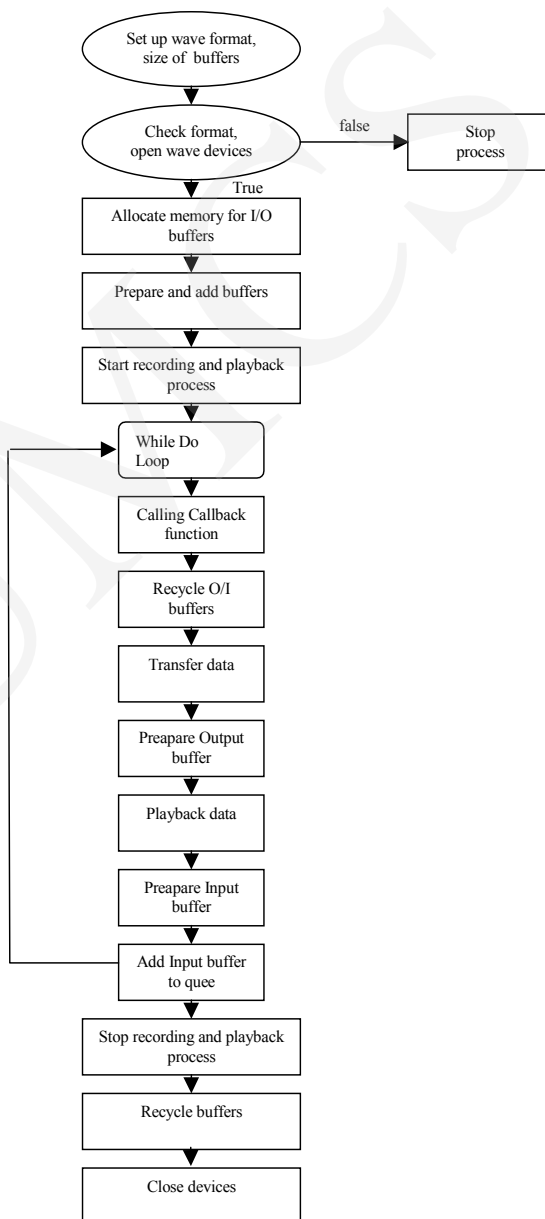 Set up wave format,
size of buffers
Check format,
open wave devices
false
Stop
process
True
Allocate memory for I/O
buffers
Prepare and add buffers
Start recording and playback
process
While Do
Loop
Calling Callback
function
Recycle O/I
buffers
Transfer data
Preapare Output
buffer
Playback data
Preapare Input
buffer
Add Input buffer
to quee
Stop recording and playback
process
Recycle buffers
Close devices
UMCS